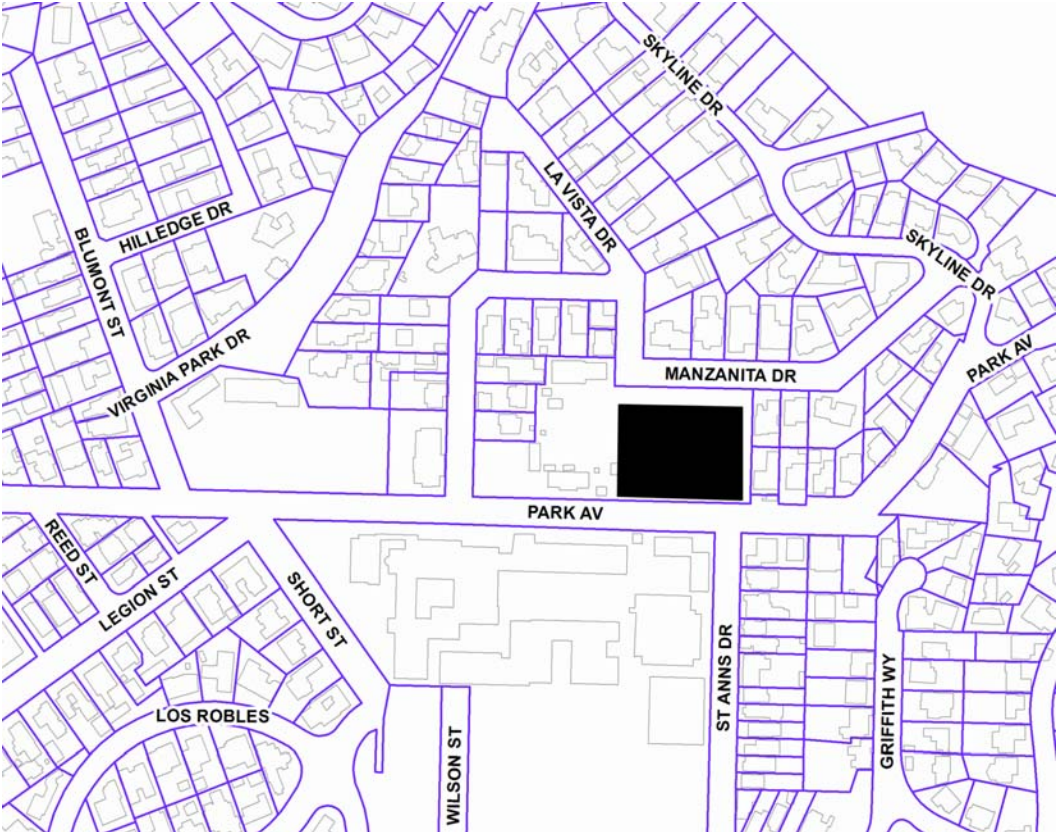 SKYLINE DR
LA VISTA DR
HILLEDGE DR
BLUMONT ST
SKYLINE DR
VIRGINIA PARK DR
PARK AV
MANZANITA DR
PARK AV
REED ST
LEGION ST
SHORT ST
ST ANNS DR
GRIFFITH WY
LOS ROBLES
WILSON ST